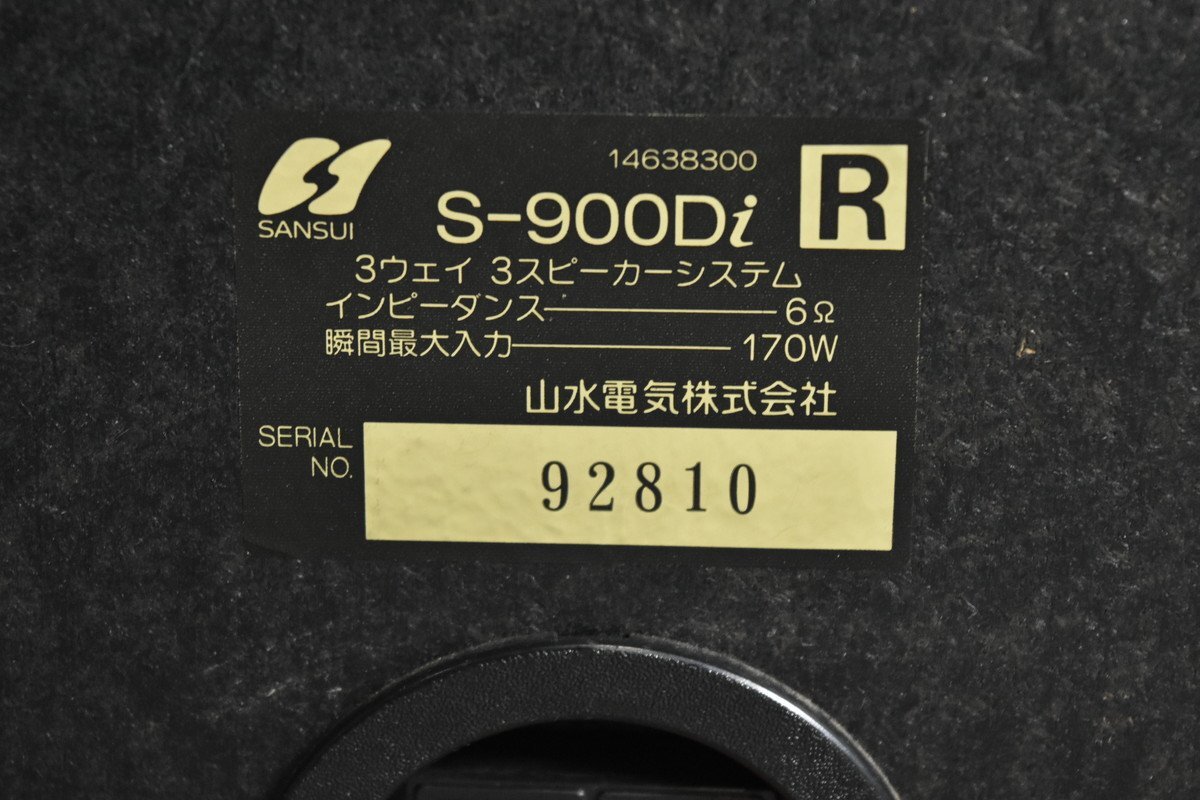 14638300
SANSUI
S-900Di
R
3ウェイ 3スピーカーシステム
インピーダンス 6Ω
瞬間最大入力 170W
山水電気株式会社
SERIAL
NO.
92810